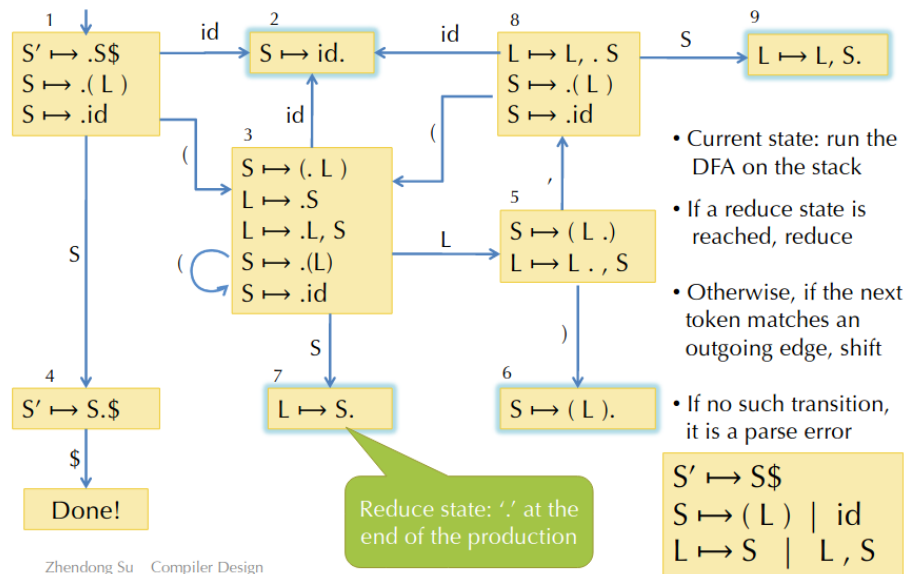 1
S′ ↦ .S$
S ↦ .( L )
S ↦ .id
id
2
S ↦ id.
id
8
L ↦ L, . S
S ↦ .( L )
S ↦ .id
S
9
L ↦ L, S.
(
id
(
3
S ↦ (. L )
L ↦ .S
L ↦ .L, S
S ↦ .(L)
S ↦ .id
(
L
,
5
S ↦ ( L .)
L ↦ L . , S
S
S
)
4
S′ ↦ S.$
7
L ↦ S.
6
S ↦ ( L ).
$
Done!
Reduce state: ‘.’ at the
end of the production
• Current state: run the
DFA on the stack
• If a reduce state is
reached, reduce
• Otherwise, if the next
token matches an
outgoing edge, shift
• If no such transition,
it is a parse error
S′ ↦ S$
S ↦ ( L ) | id
L ↦ S | L , S
Zhendong Su Compiler Design